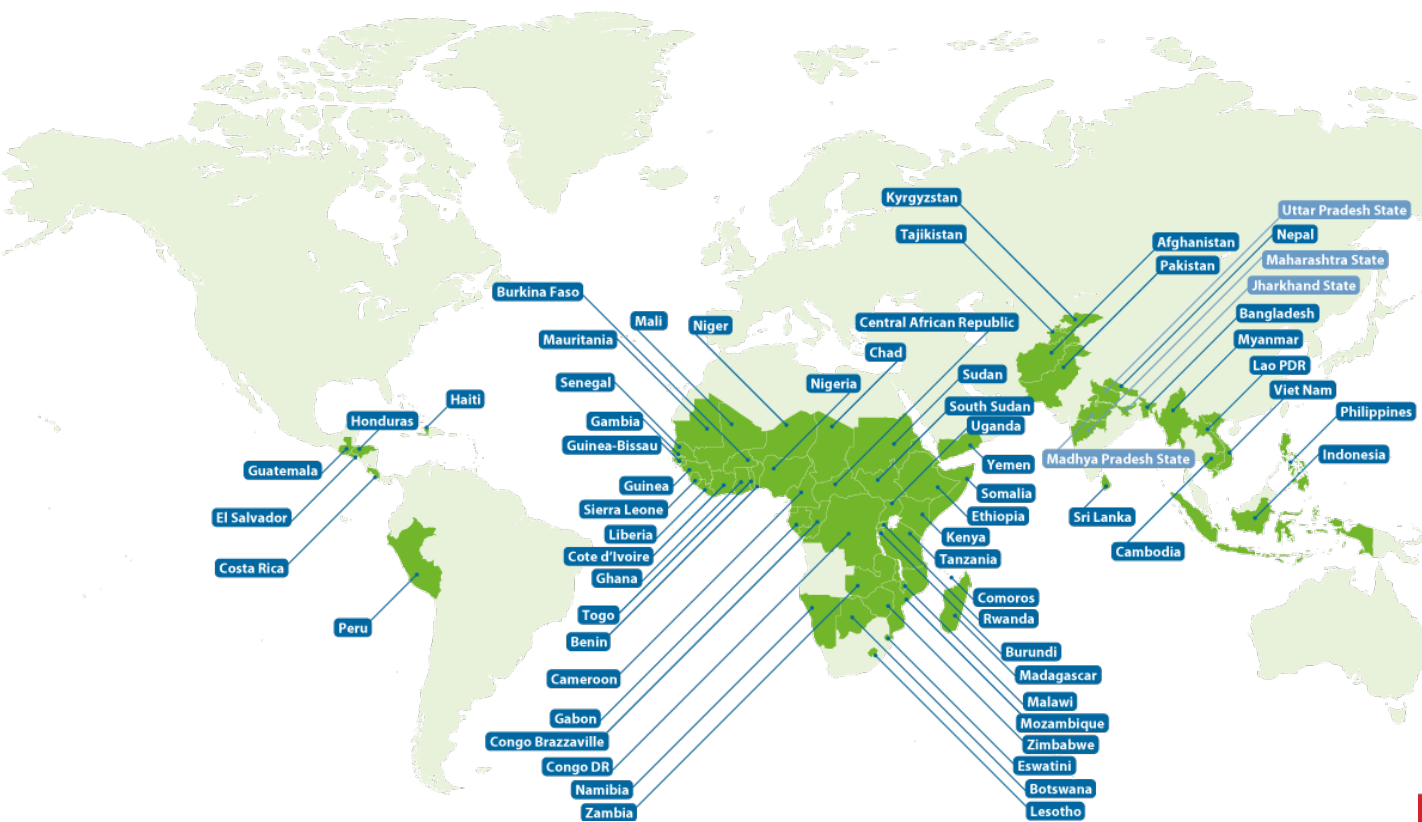 Kyrgyzstan
Uttar Pradesh State
Tajikistan
Nepal
Afghanistan
Maharashtra State
Pakistan
Jharkhand State
Burkina Faso
Bangladesh
Mali
Niger
Central African Republic
Mauritania
Myanmar
Chad
Lao PDR
Senegal
Nigeria
Sudan
Viet Nam
Haiti
South Sudan
Philippines
Honduras
Gambia
Uganda
Guinea-Bissau
Indonesia
Madhya Pradesh State
Guatemala
Yemen
Guinea
Somalia
Sierra Leone
El Salvador
Ethiopia
Sri Lanka
Liberia
Kenya
Cambodia
Cote d'Ivoire
Tanzania
Costa Rica
Ghana
Comoros
Togo
Rwanda
Peru
Benin
Burundi
Cameroon
Madagascar
Malawi
Gabon
Mozambique
Congo Brazzaville
Zimbabwe
Congo DR
Eswatini
Namibia
Botswana
Zambia
Lesotho